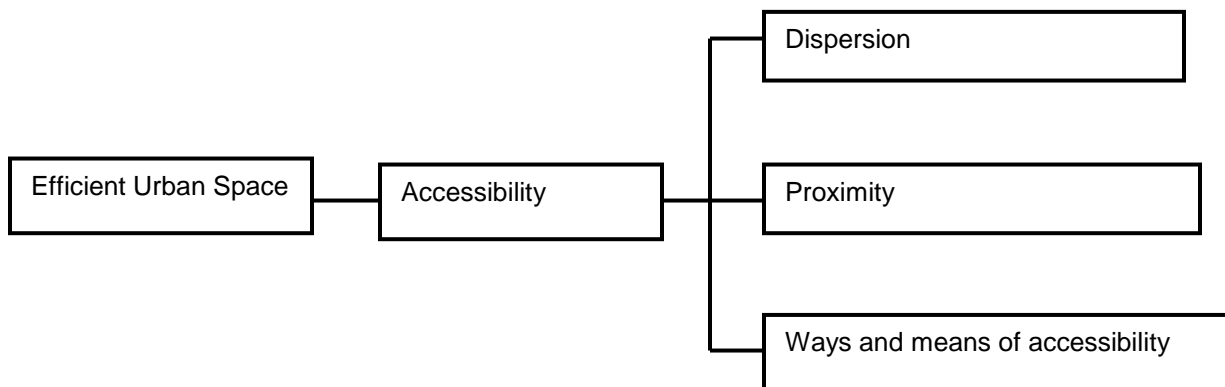 Dispersion
Efficient Urban Space
Accessibility
Proximity
Ways and means of accessibility